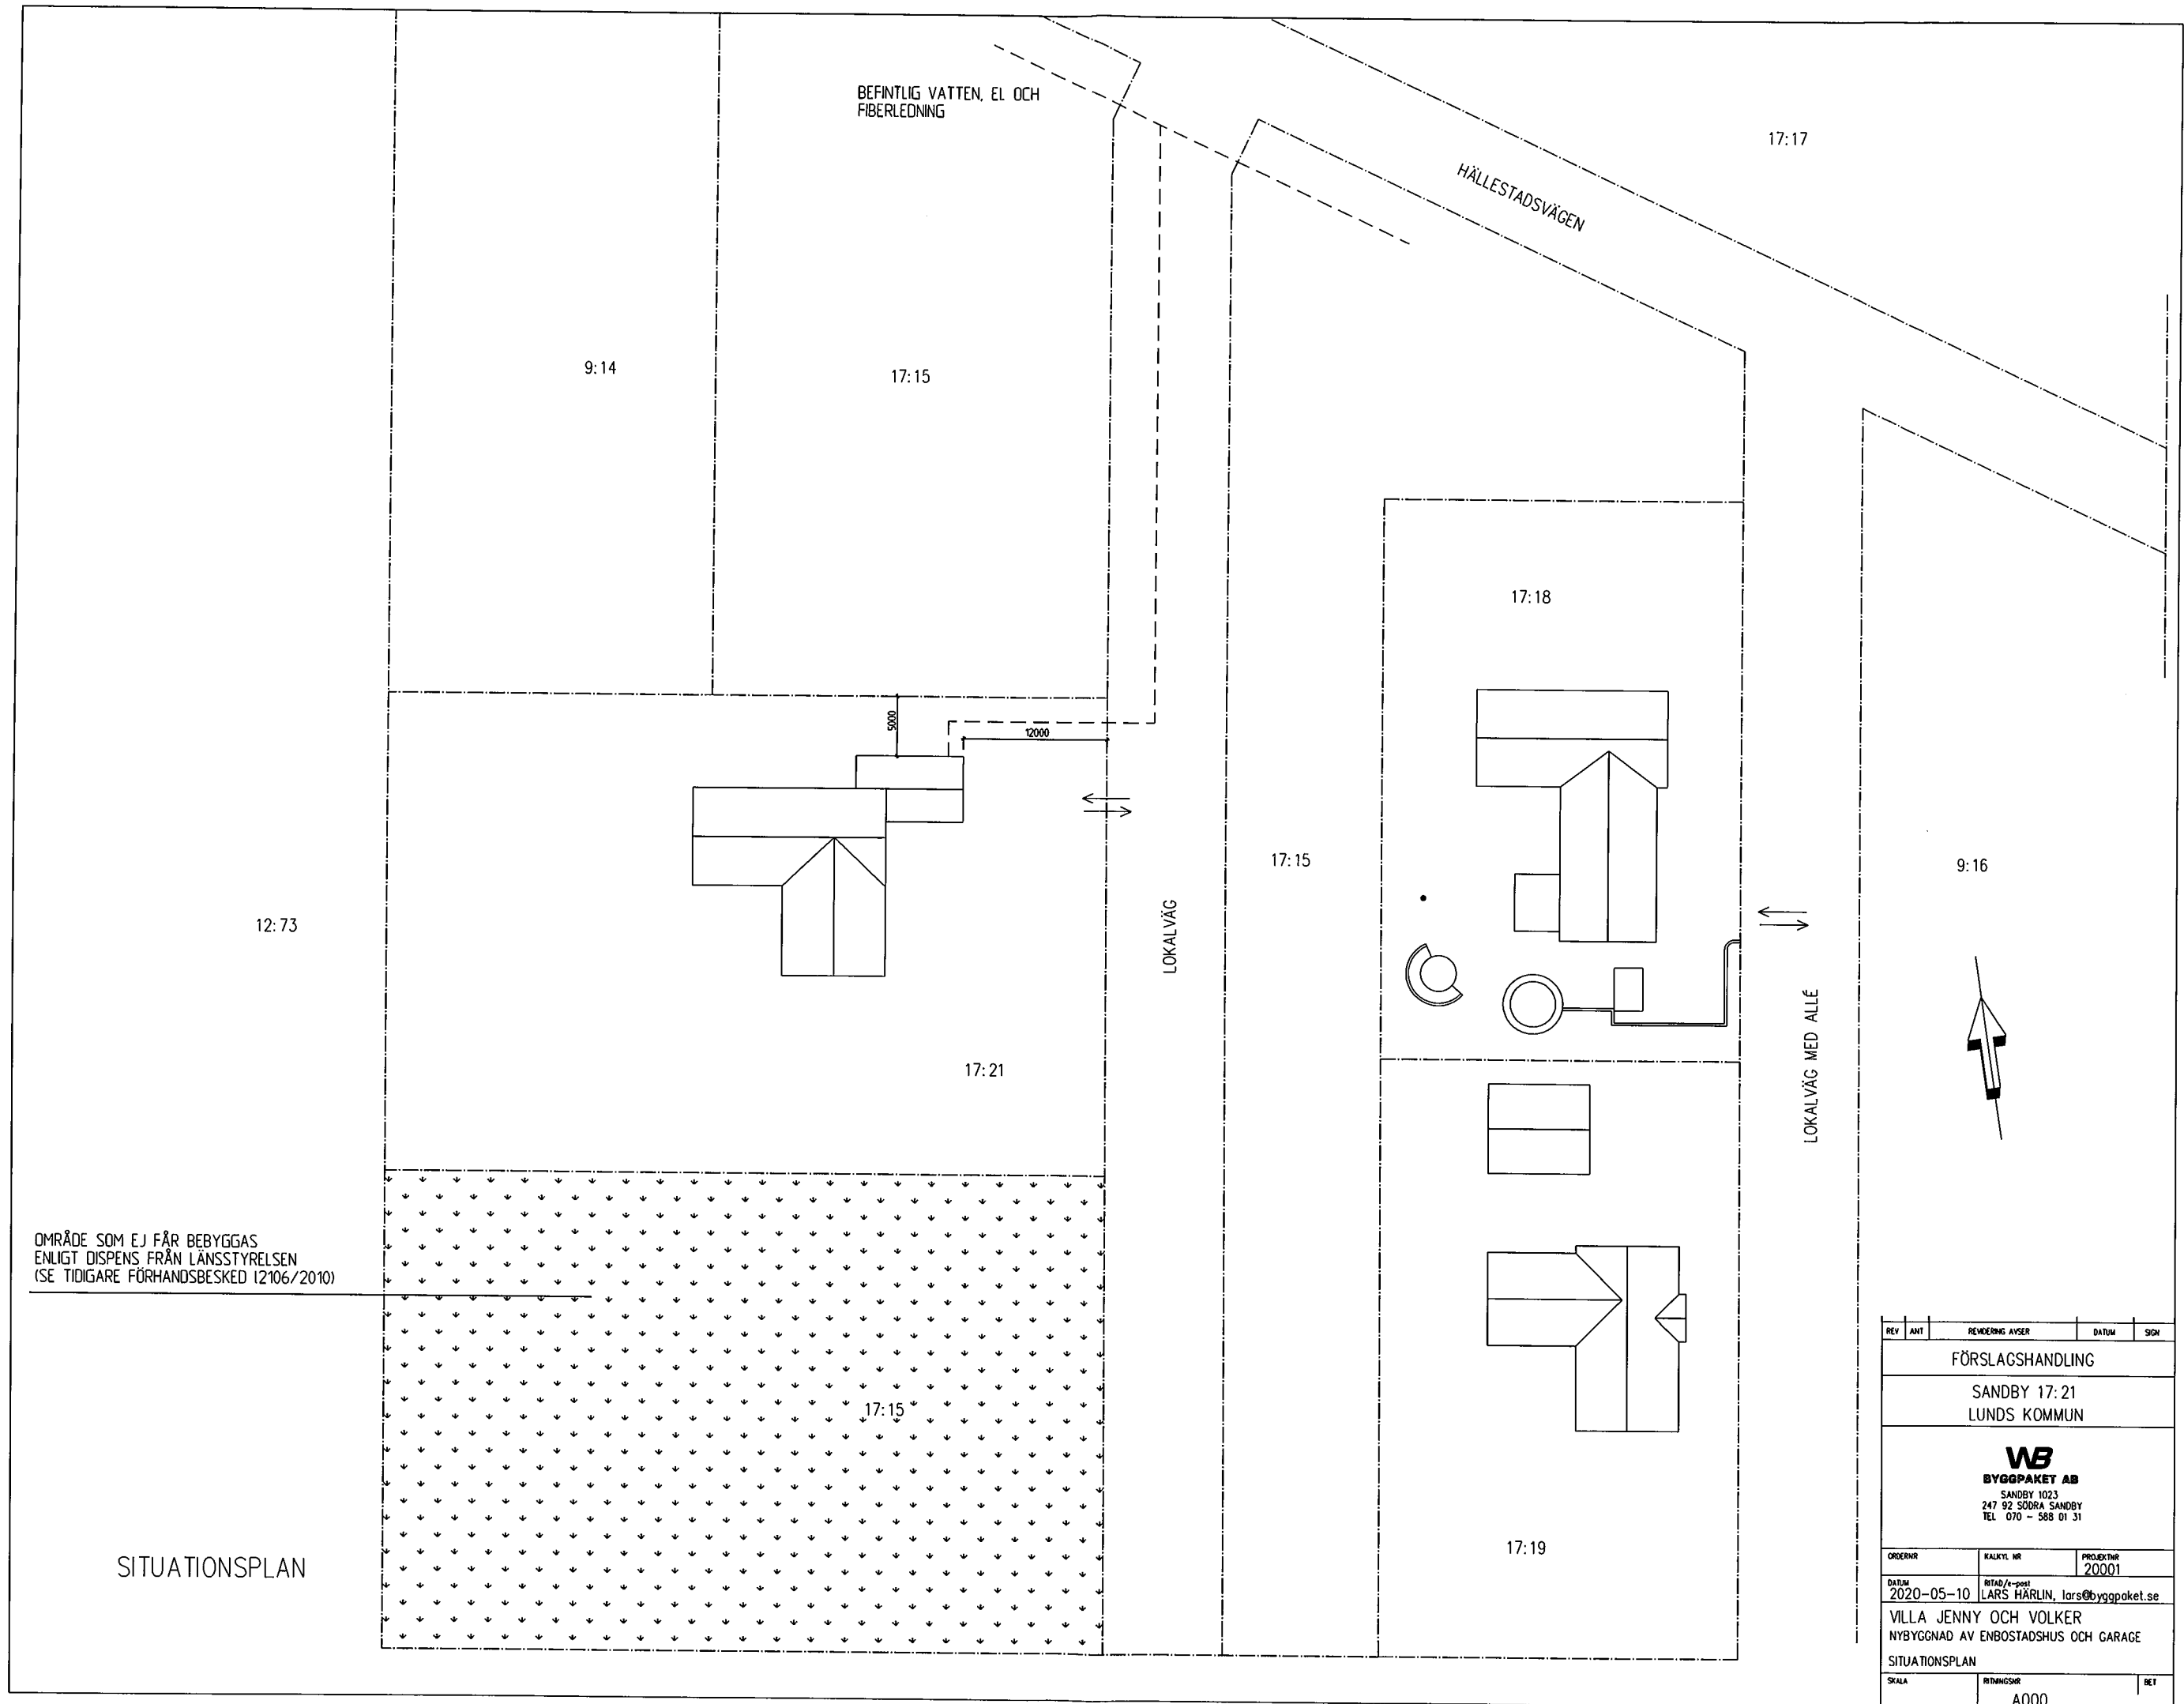 BEFINTLIG VATTEN, EL OCH
FIBERLEDNING
17:17
HÄLLESTADSVÄGEN
9:14
17:15
17:18
5000
12000
17:15
9:16
12:73
LOKALVÄG
LOKALVÄG MED ALLÉ
17:21
OMRÅDE SOM EJ FÅR BEBYGGAS
ENLIGT DISPENS FRÅN LÄNSSTYRELSEN
(SE TIDIGARE FÖRHANDSBESKED 12106/2010)
17:15
17:19
SITUATIONSPLAN
REV ANT REVIDERING AVSER DATUM SIGN
FÖRSLAGSHANDLING
SANDBY 17:21
LUNDS KOMMUN
WB
BYGGPAKET AB
SANDBY 1023
247 92 SÖDRA SANDBY
TEL 070 - 588 01 31
ORDERNR KALKYL NR PROJEKTNR
20001
DATUM RITAD/e-post
2020-05-10 LARS HÄRLIN, lars@byggpaket.se
VILLA JENNY OCH VOLKER
NYBYGGNAD AV ENBOSTADSHUS OCH GARAGE
SITUATIONSPLAN
SKALA RITNINGSNR BET
A000